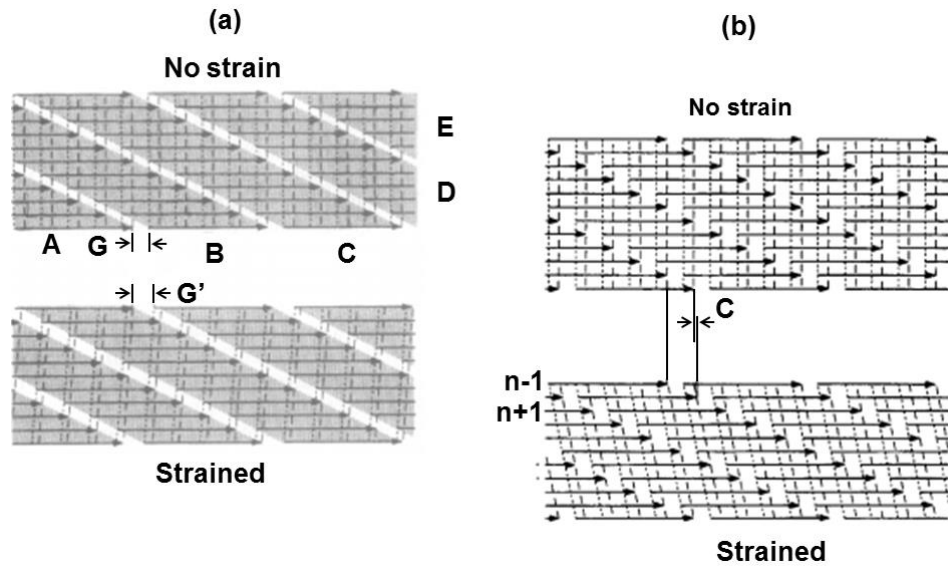 (a)
No strain
E
D
A G B C
G’
Strained
(b)
No strain
C
n-1
n+1
Strained